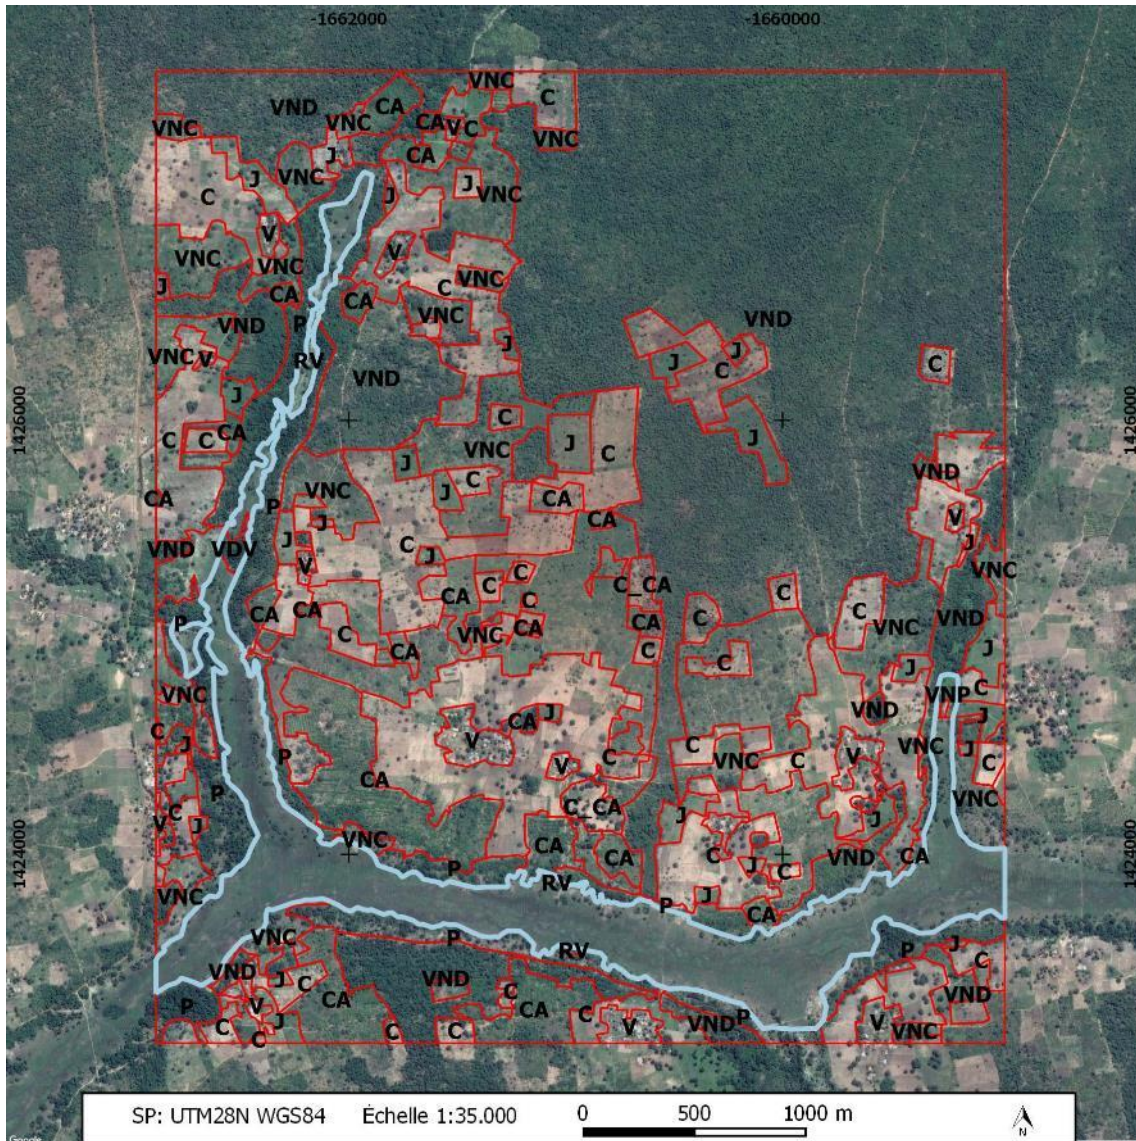 -1662000 -1660000
VNC
C
CA
VND
VNC CA V C
VNC VNC
J CA
VNC J
J J VNC
C
V
V
VNC VNC VNC
J CA C
CA
P VNC VND
VND
VNC V RV J
J C J C
VND
J
1426000 1426000
C
C C CA J
VNC J C
J C VND
P VNC J
CA CA
J CA V
VND VDV J C J J
V VNC
C C_CA
CA C
P CA CA C CA C C VNC VND
C VNC CA
CA C C J
J
VNC VNP C
CA J VND J
C J V C VNC J
P V C VNC C V C
P CA
C_CA VNC
C J
V J J
1424000 1424000
VNC CA C VND CA
P CA J C
VNC RV J
P CA
VNC P RV P J
VND VND C
J C CA C VND
P V CA
C J C V P V VNC
C C C VND
SP: UTM28N WGS84 Échelle 1:35.000 0 500 1000 m
N
Google